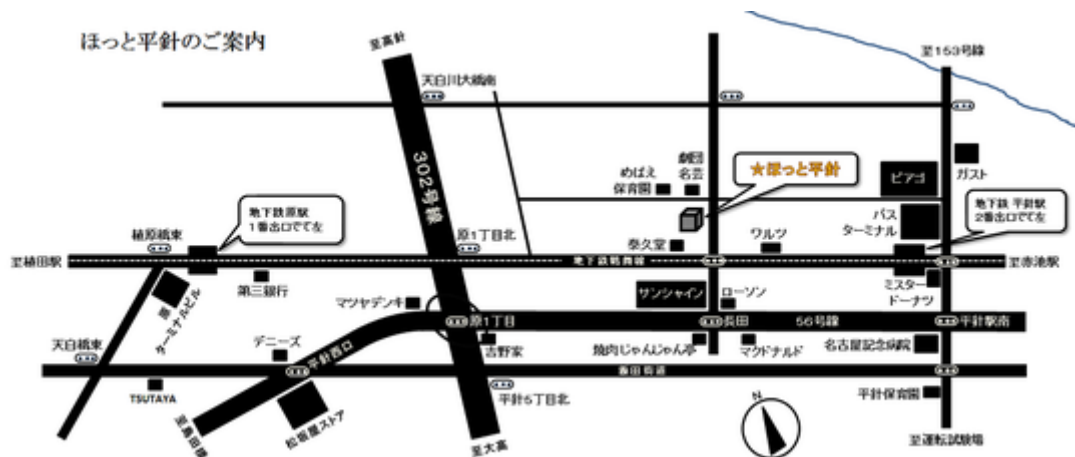 ほっと平針のご案内
至高針
至153号線
天白川大橋南
302号線
めばえ
保育園
劇団
名芸
★ほっと平針
ピアゴ
ガスト
地下鉄原駅
1番出口でて左
地下鉄 平針駅
2番出口でて左
バス
ターミナル
植原橋東
原1丁目北
泰久堂
ワルツ
至植田駅
地下鉄鶴舞線
至赤池駅
原
ターミナルビル
第三銀行
マツヤデンキ
サンシャイン
ローソン
ミスター
ドーナツ
原1丁目
長田
56号線
平針駅南
天白橋東
デニーズ
平針西口
吉野家
焼肉じゃんじゃん亭
マクドナルド
名古屋記念病院
飯田街道
TSUTAYA
松坂屋ストア
平針5丁目北
平針保育園
N
至大高
至運転試験場